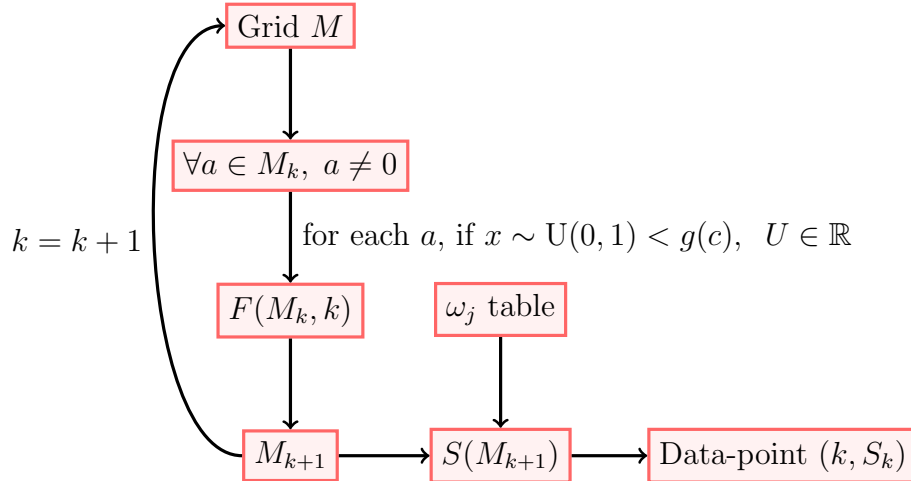 Grid M
∀a ∈ M_k, a ≠ 0
k = k + 1
for each a, if x ∼ U(0, 1) < g(c), U ∈ ℝ
F(M_k, k)
ω_j table
M_{k+1}
S(M_{k+1})
Data-point (k, S_k)